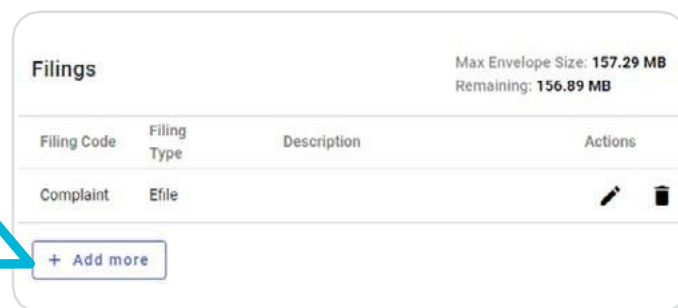 Filings
Max Envelope Size: 157.29 MB
Remaining: 156.89 MB
Filing Code Filing Type Description Actions
Complaint Efile
+ Add more